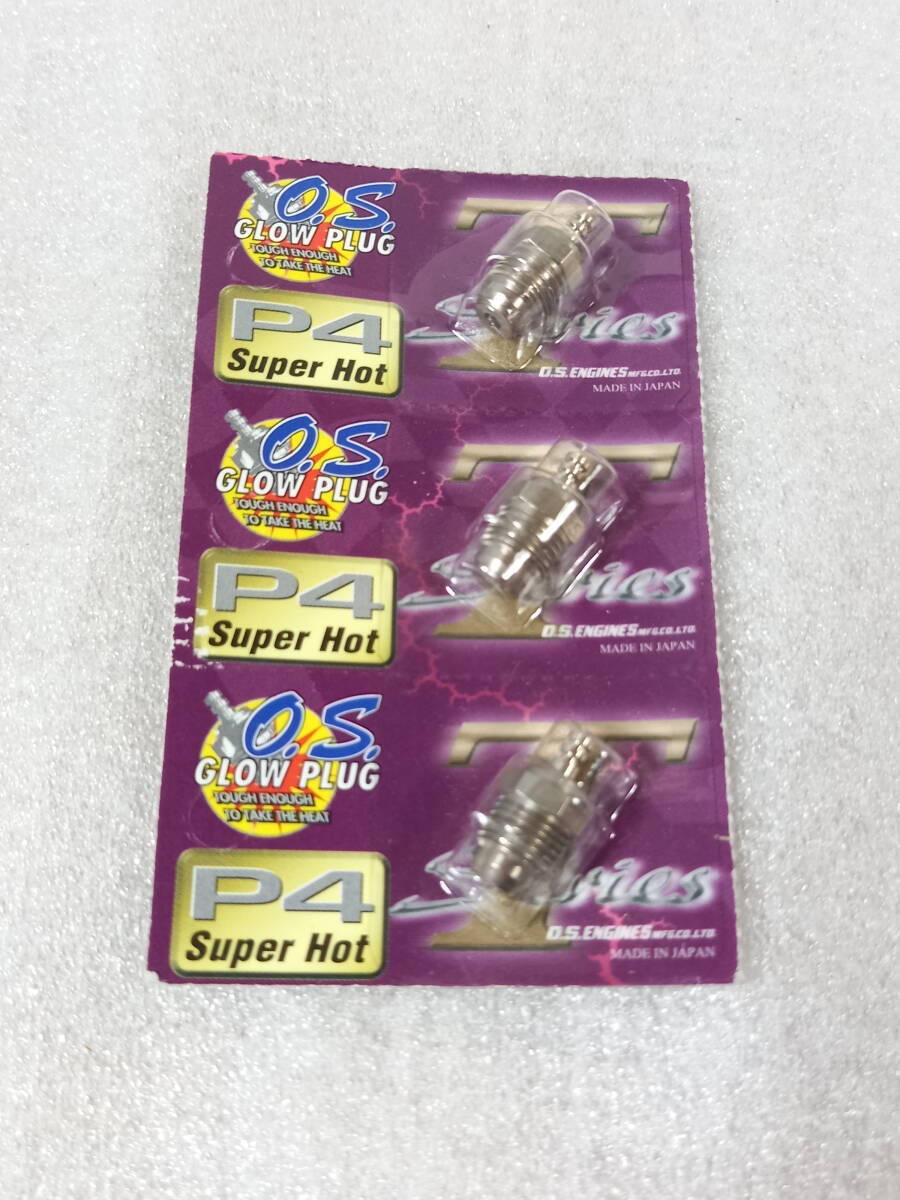 O.S.
GLOW PLUG
TOUGH ENOUGH
TO TAKE THE HEAT
P4
Super Hot
T
Series
O.S.ENGINES MFG.CO.LTD.
MADE IN JAPAN
O.S.
GLOW PLUG
TOUGH ENOUGH
TO TAKE THE HEAT
P4
Super Hot
T
Series
O.S.ENGINES MFG.CO.LTD.
MADE IN JAPAN
O.S.
GLOW PLUG
TOUGH ENOUGH
TO TAKE THE HEAT
P4
Super Hot
T
Series
O.S.ENGINES MFG.CO.LTD.
MADE IN JAPAN